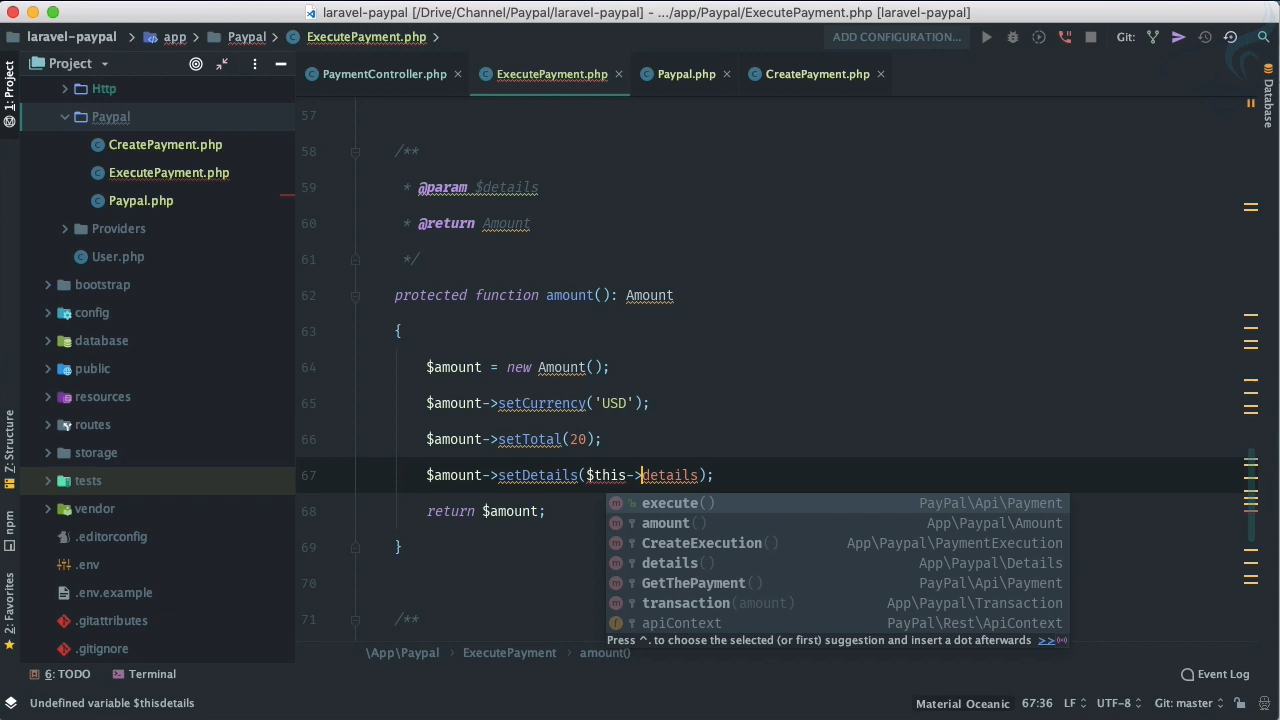 laravel-paypal [/Drive/Channel/Paypal/laravel-paypal] - .../app/Paypal/ExecutePayment.php [laravel-paypal]
laravel-paypal app Paypal ExecutePayment.php ADD CONFIGURATION... Git:
1: Project
Project
PaymentController.php ExecutePayment.php Paypal.php CreatePayment.php
Database
Http
Paypal
CreatePayment.php
ExecutePayment.php
Paypal.php
Providers
User.php
bootstrap
config
database
public
resources
routes
storage
tests
vendor
.editorconfig
.env
.env.example
.gitattributes
.gitignore
Z: Structure
npm
2: Favorites
57
58 /**
59 * @param $details
60 * @return Amount
61 */
62 protected function amount(): Amount
63 {
64 $amount = new Amount();
65 $amount->setCurrency('USD');
66 $amount->setTotal(20);
67 $amount->setDetails($this->details);
68 return $amount;
69 }
70
71 /**
execute() PayPal\Api\Payment
amount() App\Paypal\Amount
CreateExecution() App\Paypal\PaymentExecution
details() App\Paypal\Details
GetThePayment() PayPal\Api\Payment
transaction(amount) App\Paypal\Transaction
apiContext PayPal\Rest\ApiContext
Press ^. to choose the selected (or first) suggestion and insert a dot afterwards >>
\App\Paypal ExecutePayment amount()
6: TODO Terminal Event Log
Undefined variable $thisdetails Material Oceanic 67:36 LF UTF-8 Git: master